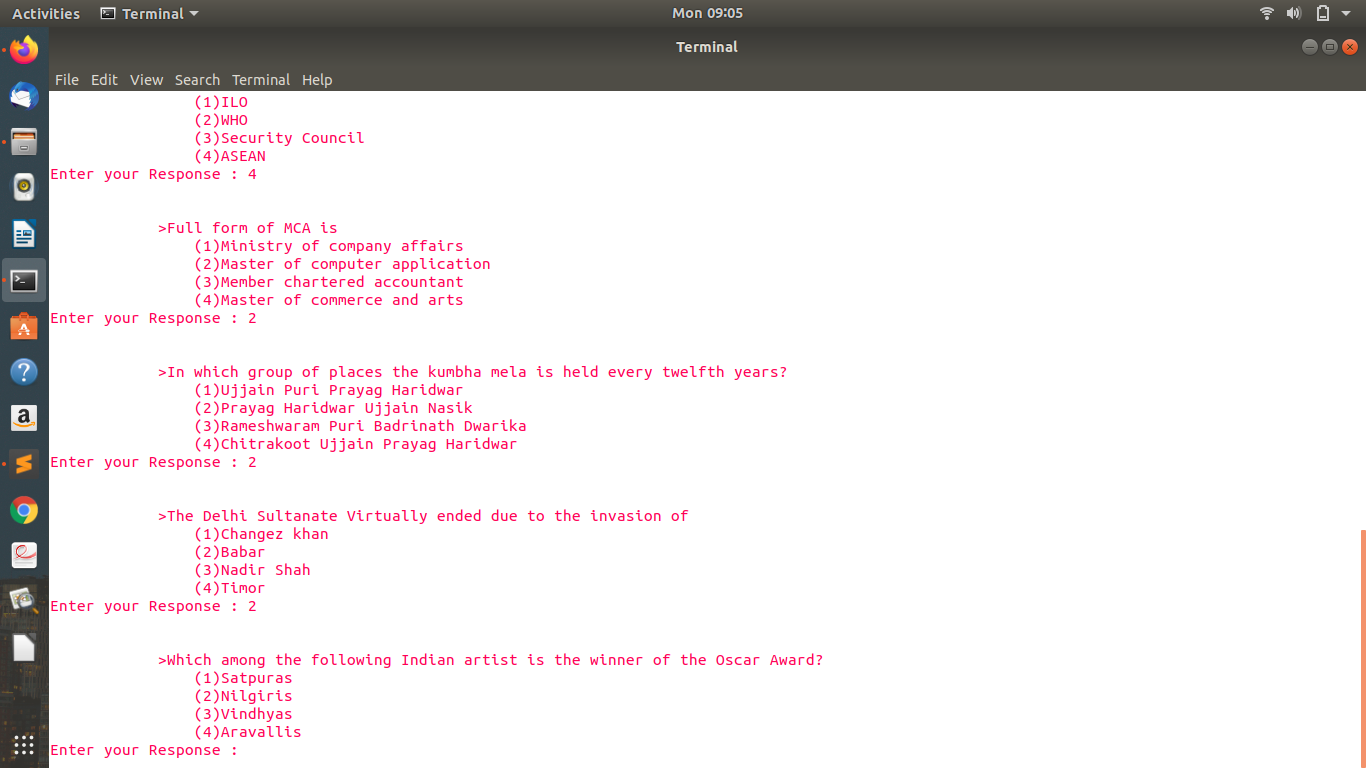 Activities Terminal Mon 09:05
Terminal
File Edit View Search Terminal Help
(1)ILO
(2)WHO
(3)Security Council
(4)ASEAN
Enter your Response : 4
>Full form of MCA is
(1)Ministry of company affairs
(2)Master of computer application
(3)Member chartered accountant
(4)Master of commerce and arts
Enter your Response : 2
>In which group of places the kumbha mela is held every twelfth years?
(1)Ujjain Puri Prayag Haridwar
(2)Prayag Haridwar Ujjain Nasik
(3)Rameshwaram Puri Badrinath Dwarika
(4)Chitrakoot Ujjain Prayag Haridwar
Enter your Response : 2
>The Delhi Sultanate Virtually ended due to the invasion of
(1)Changez khan
(2)Babar
(3)Nadir Shah
(4)Timor
Enter your Response : 2
>Which among the following Indian artist is the winner of the Oscar Award?
(1)Satpuras
(2)Nilgiris
(3)Vindhyas
(4)Aravallis
Enter your Response :